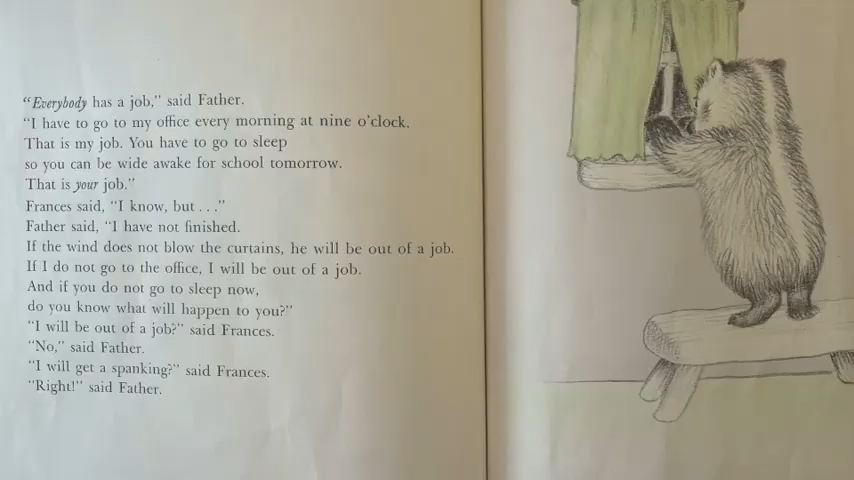 “Everybody has a job,” said Father.
“I have to go to my office every morning at nine o’clock.
That is my job. You have to go to sleep
so you can be wide awake for school tomorrow.
That is your job.”
Frances said, “I know, but . . .”
Father said, “I have not finished.
If the wind does not blow the curtains, he will be out of a job.
If I do not go to the office, I will be out of a job.
And if you do not go to sleep now,
do you know what will happen to you?”
“I will be out of a job?” said Frances.
“No,” said Father.
“I will get a spanking?” said Frances.
“Right!” said Father.